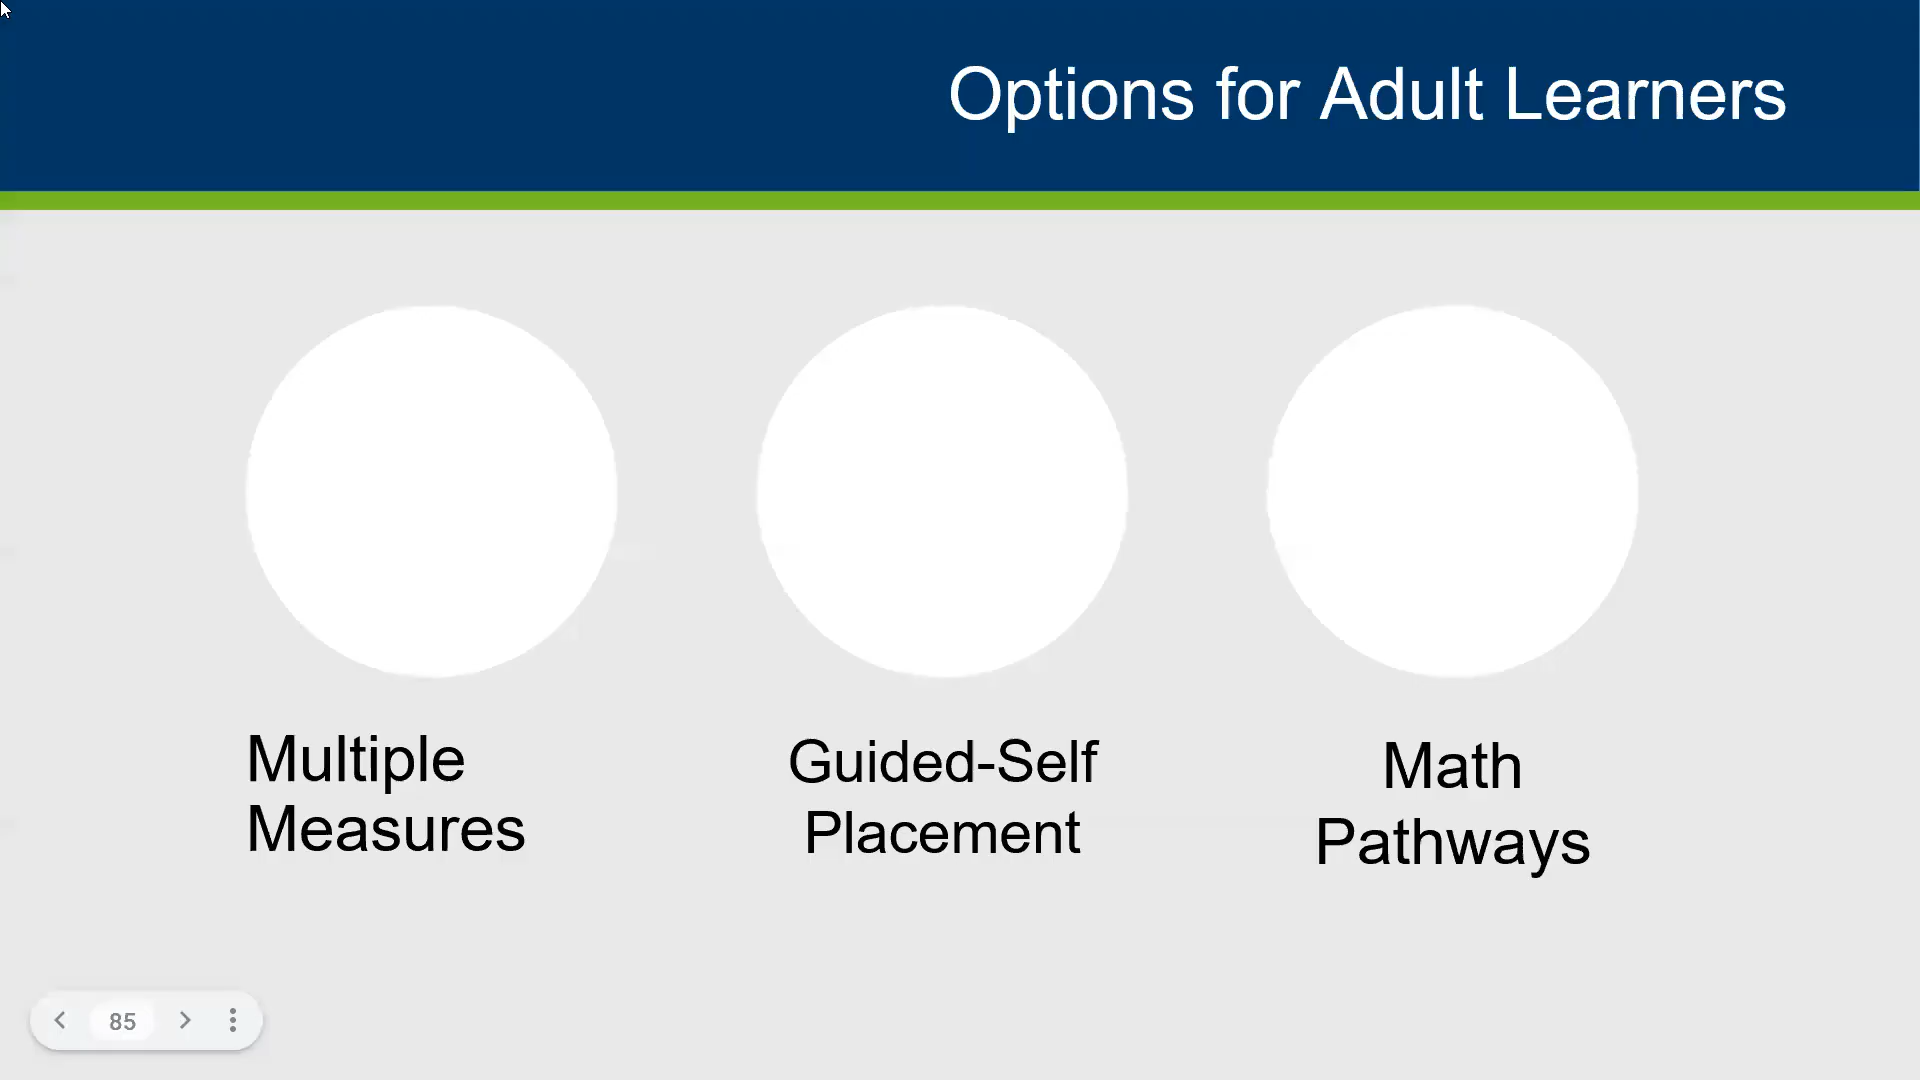 Options for Adult Learners
Multiple
Measures
Guided-Self
Placement
Math
Pathways
85